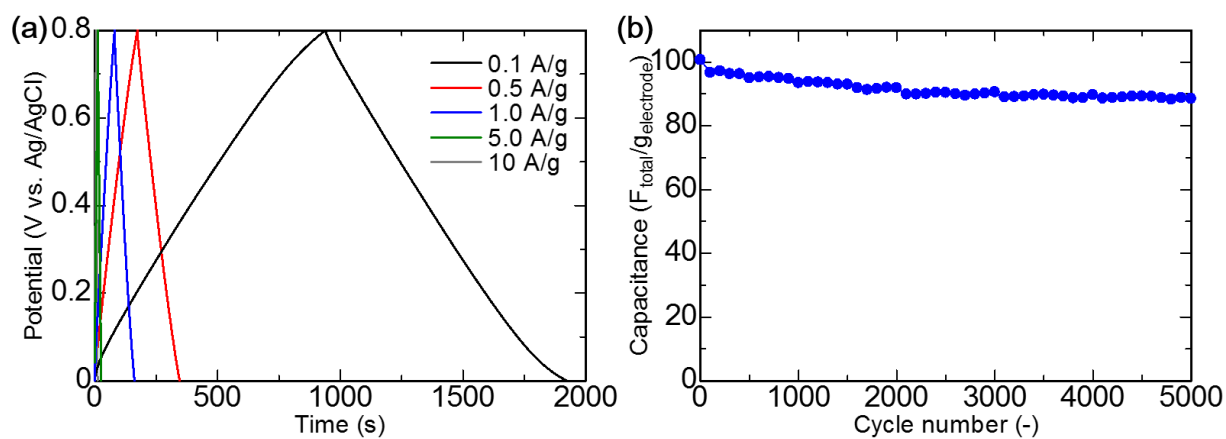 (a)
Potential (V vs. Ag/AgCl)
0.8
0.6
0.4
0.2
0
0.1 A/g
0.5 A/g
1.0 A/g
5.0 A/g
10 A/g
0 500 1000 1500 2000
Time (s)
(b)
Capacitance (F_total/g_electrode)
100
80
60
40
20
0
0 1000 2000 3000 4000 5000
Cycle number (-)